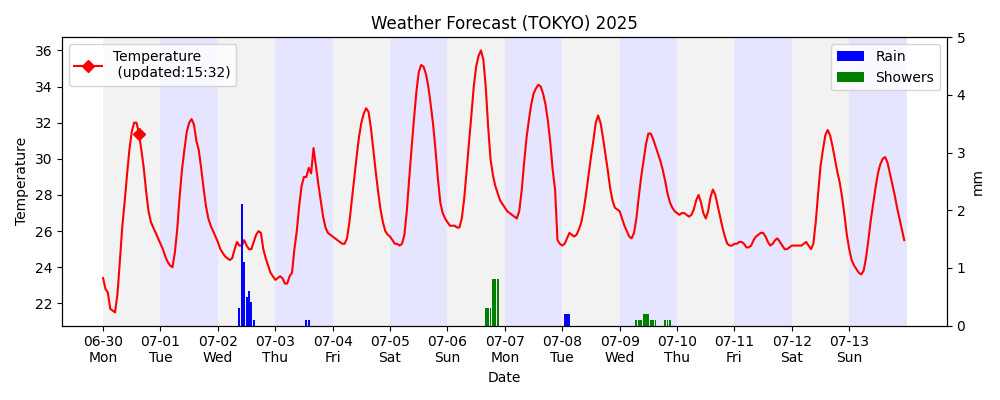 Weather Forecast (TOKYO) 2025
Temperature
(updated:15:32)
Rain
Showers
36
34
32
30
28
26
24
22
5
4
3
2
1
0
Temperature
mm
06-30 07-01 07-02 07-03 07-04 07-05 07-06 07-07 07-08 07-09 07-10 07-11 07-12 07-13
Mon Tue Wed Thu Fri Sat Sun Mon Tue Wed Thu Fri Sat Sun
Date